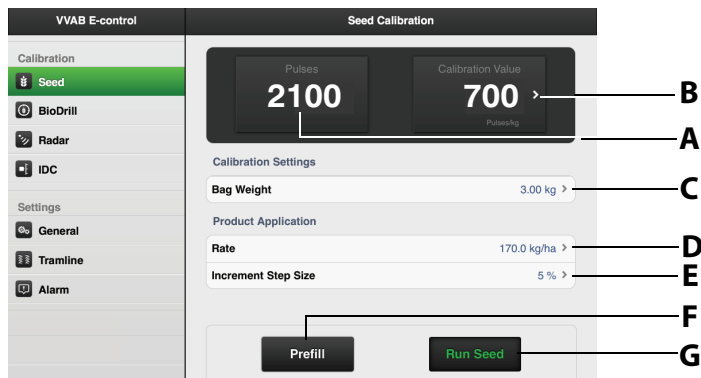 VVAB E-control
Seed Calibration
Calibration
Seed
BioDrill
Radar
IDC
Settings
General
Tramline
Alarm
Pulses
2100
Calibration Value
700
Pulses/kg
B
A
Calibration Settings
Bag Weight 3.00 kg
C
Product Application
Rate 170.0 kg/ha
D
Increment Step Size 5 %
E
F
Prefill
Run Seed
G